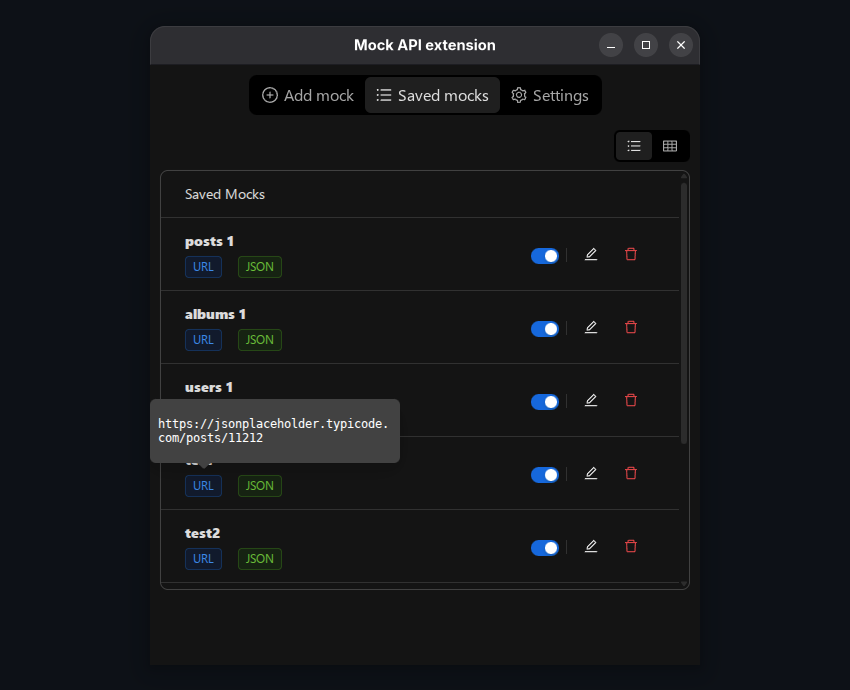 Mock API extension
Add mock
Saved mocks
Settings
Saved Mocks
posts 1
URL
JSON
albums 1
URL
JSON
users 1
https://jsonplaceholder.typicode.
com/posts/11212
URL
JSON
test2
URL
JSON